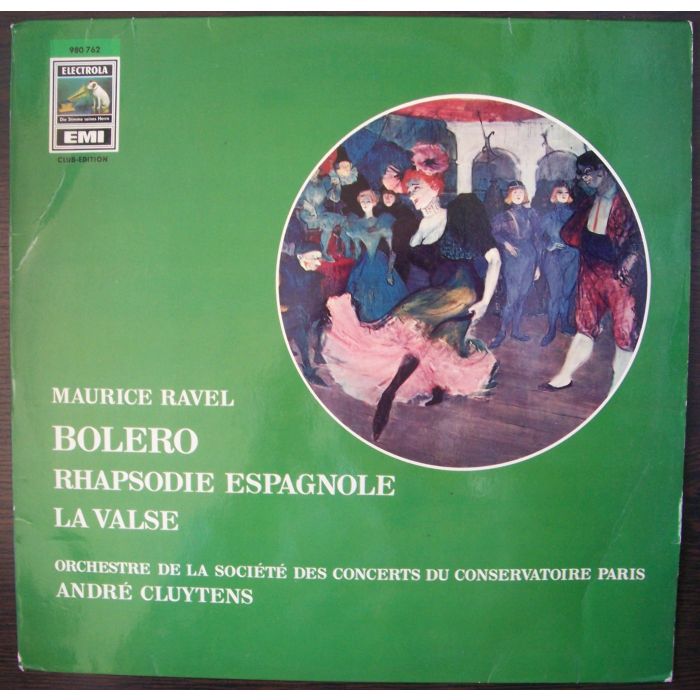 980 762
ELECTROLA
Die Stimme seines Herrn
EMI
CLUB-EDITION
MAURICE RAVEL
BOLERO
RHAPSODIE ESPAGNOLE
LA VALSE
ORCHESTRE DE LA SOCIÉTÉ DES CONCERTS DU CONSERVATOIRE PARIS
ANDRÉ CLUYTENS